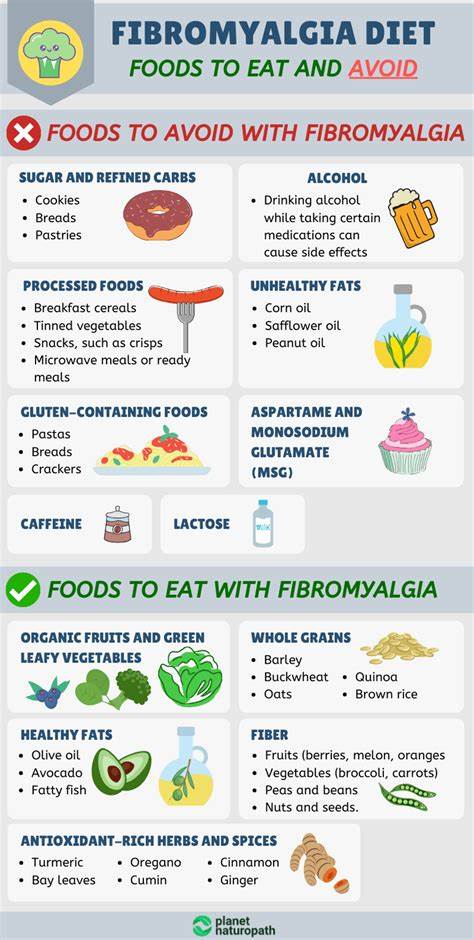 FIBROMYALGIA DIET
FOODS TO EAT AND AVOID
FOODS TO AVOID WITH FIBROMYALGIA
SUGAR AND REFINED CARBS
• Cookies
• Breads
• Pastries
ALCOHOL
• Drinking alcohol
while taking certain
medications can
cause side effects
PROCESSED FOODS
• Breakfast cereals
• Tinned vegetables
• Snacks, such as crisps
• Microwave meals or ready
meals
UNHEALTHY FATS
• Corn oil
• Safflower oil
• Peanut oil
GLUTEN-CONTAINING FOODS
• Pastas
• Breads
• Crackers
ASPARTAME AND
MONOSODIUM
GLUTAMATE
(MSG)
CAFFEINE
LACTOSE
MILK
FOODS TO EAT WITH FIBROMYALGIA
ORGANIC FRUITS AND GREEN
LEAFY VEGETABLES
WHOLE GRAINS
• Barley
• Buckwheat
• Oats
• Quinoa
• Brown rice
HEALTHY FATS
• Olive oil
• Avocado
• Fatty fish
FIBER
• Fruits (berries, melon, oranges
• Vegetables (broccoli, carrots)
• Peas and beans
• Nuts and seeds.
ANTIOXIDANT-RICH HERBS AND SPICES
• Turmeric
• Bay leaves
• Oregano
• Cumin
• Cinnamon
• Ginger
planet
naturopath